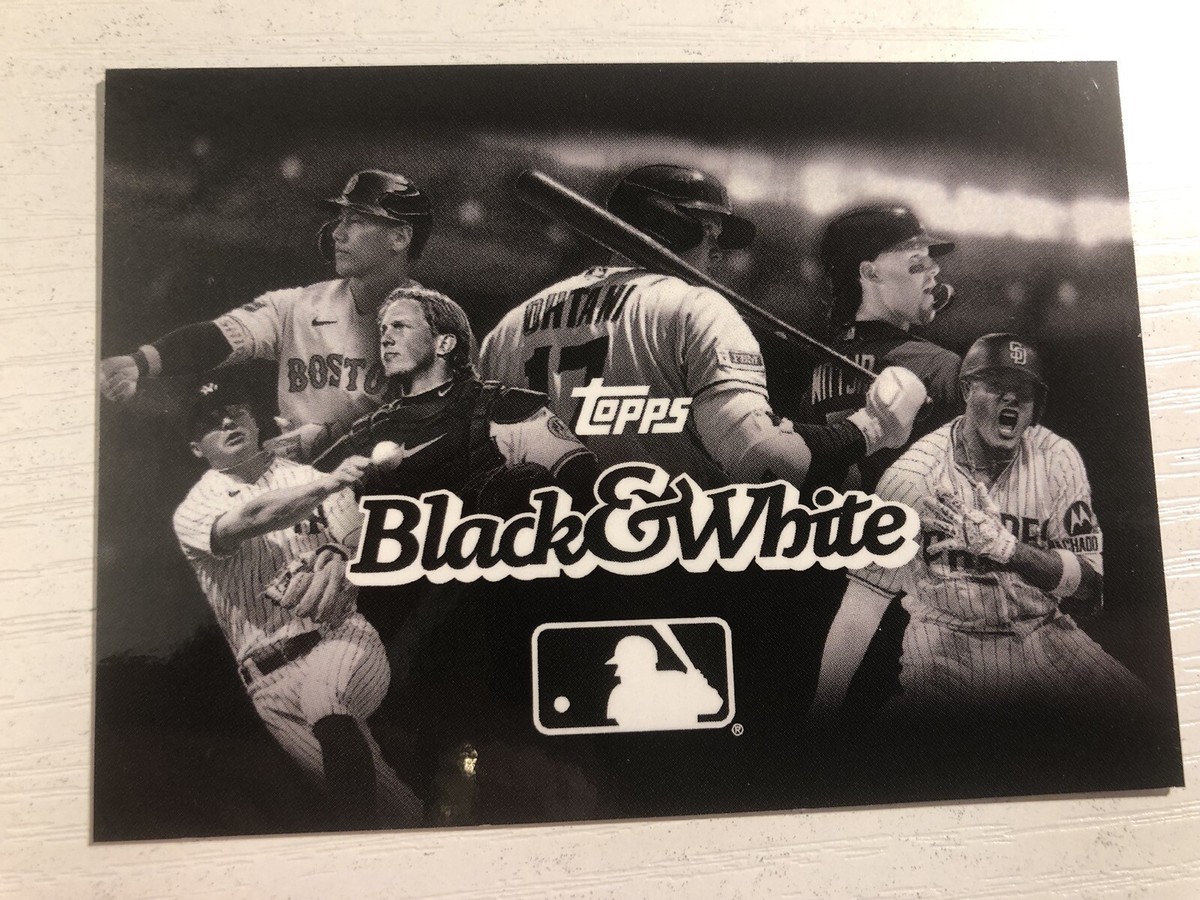 BOSTO
OHTANI
17
SD
MACHADO
TOPPS
Black&White
®